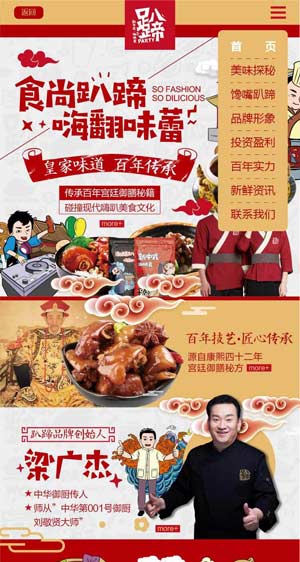 返回
趴蹄
PARTY
首 页
美味探秘
馋嘴趴蹄
品牌形象
投资盈利
百年实力
新鲜资讯
联系我们
食尚趴蹄
SO FASHION
SO DILICIOUS
嗨翻味蕾
皇家味道 百年传承
传承百年宫廷御膳秘籍
碰撞现代嗨趴美食文化
more+
百年技艺·匠心传承
源自康熙四十二年
宫廷御膳秘方 more+
趴蹄品牌创始人
梁广杰
★中华御厨传人
★师从”中华第001号御厨
刘敬贤大师”
more+